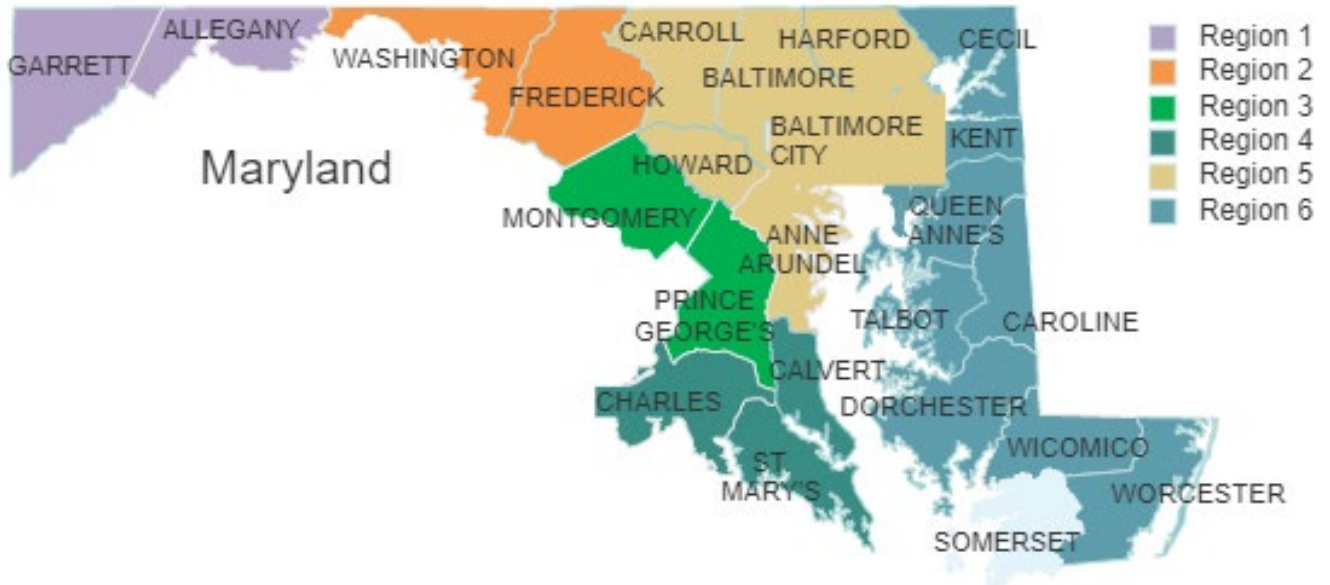 ALLEGANY
GARRETT
WASHINGTON
FREDERICK
CARROLL
HARFORD
CECIL
BALTIMORE
BALTIMORE
CITY
KENT
HOWARD
Maryland
MONTGOMERY
QUEEN
ANNE'S
ANNE
ARUNDEL
PRINCE
GEORGE'S
TALBOT
CAROLINE
CALVERT
CHARLES
DORCHESTER
WICOMICO
ST
MARY'S
WORCESTER
SOMERSET
Region 1
Region 2
Region 3
Region 4
Region 5
Region 6